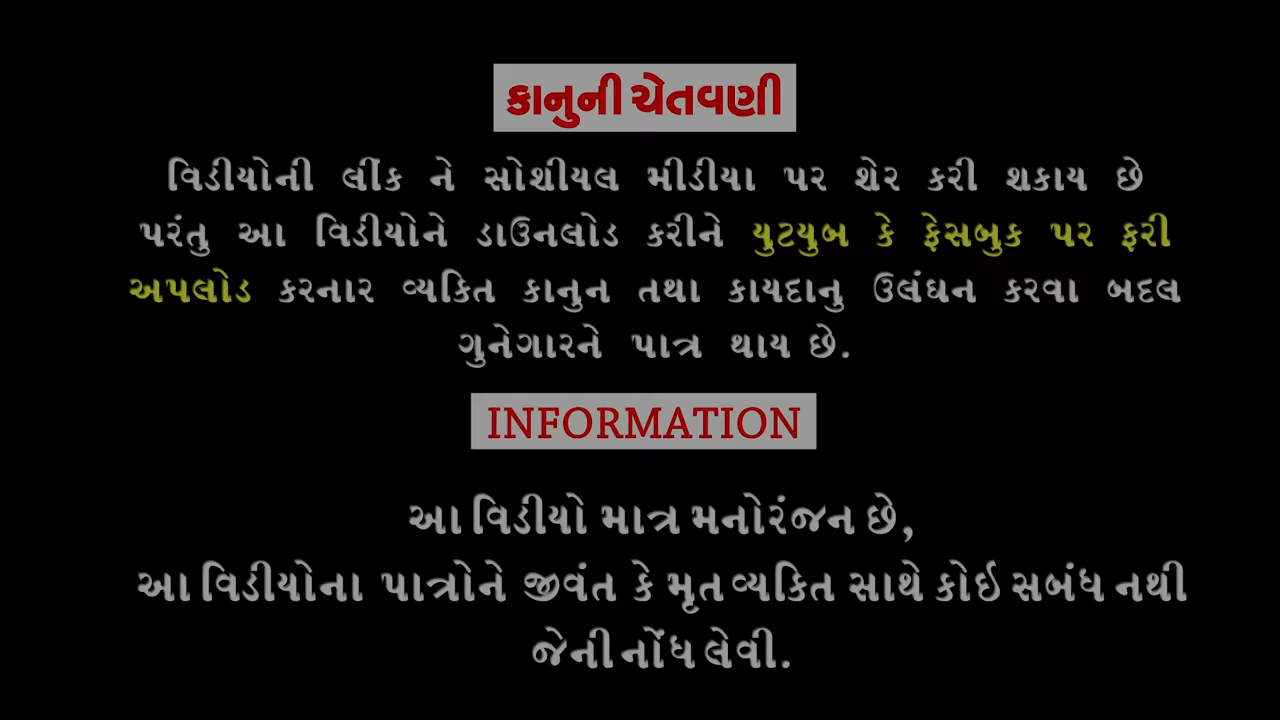 કાનુની ચેતવણી
વિડીયોની લીંક ને સોશીયલ મીડીયા પર શેર કરી શકાય છે
પરંતુ આ વિડીયોને ડાઉનલોડ કરીને યુટયુબ કે ફેસબુક પર ફરી
અપલોડ કરનાર વ્યકિત કાનુન તથા કાયદાનુ ઉલંઘન કરવા બદલ
ગુનેગારને પાત્ર થાય છે.
INFORMATION
આ વિડીયો માત્ર મનોરંજન છે,
આ વિડીયોના પાત્રોને જીવંત કે મૃત વ્યકિત સાથે કોઇ સબંધ નથી
જેની નોંધ લેવી.